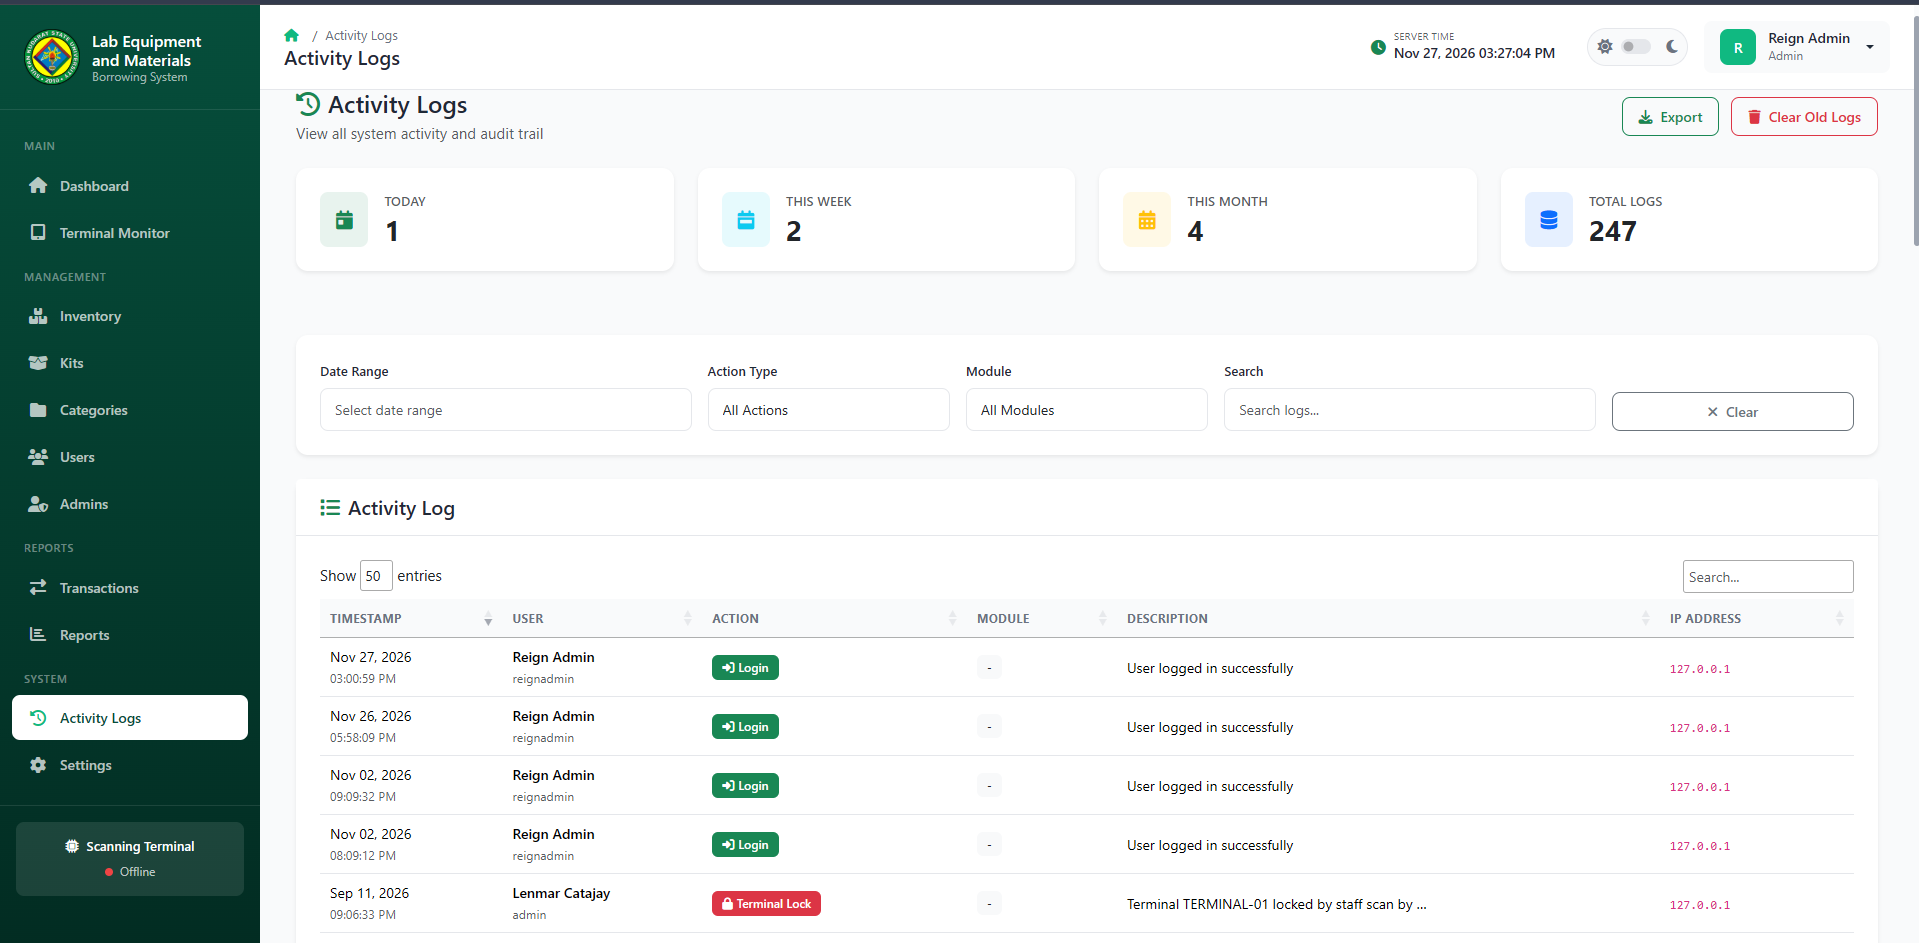 Lab Equipment
and Materials
Borrowing System
MAIN
Dashboard
Terminal Monitor
MANAGEMENT
Inventory
Kits
Categories
Users
Admins
REPORTS
Transactions
Reports
SYSTEM
Activity Logs
Settings
Scanning Terminal
Offline
/ Activity Logs
Activity Logs
SERVER TIME
Nov 27, 2026 03:27:04 PM
R
Reign Admin
Admin
Activity Logs
View all system activity and audit trail
Export
Clear Old Logs
TODAY
1
THIS WEEK
2
THIS MONTH
4
TOTAL LOGS
247
Date Range
Select date range
Action Type
All Actions
Module
All Modules
Search
Search logs...
Clear
Activity Log
Show 50 entries
Search...
TIMESTAMP USER ACTION MODULE DESCRIPTION IP ADDRESS
Nov 27, 2026 Reign Admin Login - User logged in successfully 127.0.0.1
03:00:59 PM reignadmin
Nov 26, 2026 Reign Admin Login - User logged in successfully 127.0.0.1
05:58:09 PM reignadmin
Nov 02, 2026 Reign Admin Login - User logged in successfully 127.0.0.1
09:09:32 PM reignadmin
Nov 02, 2026 Reign Admin Login - User logged in successfully 127.0.0.1
08:09:12 PM reignadmin
Sep 11, 2026 Lenmar Catajay Terminal Lock - Terminal TERMINAL-01 locked by staff scan by ... 127.0.0.1
09:06:33 PM admin